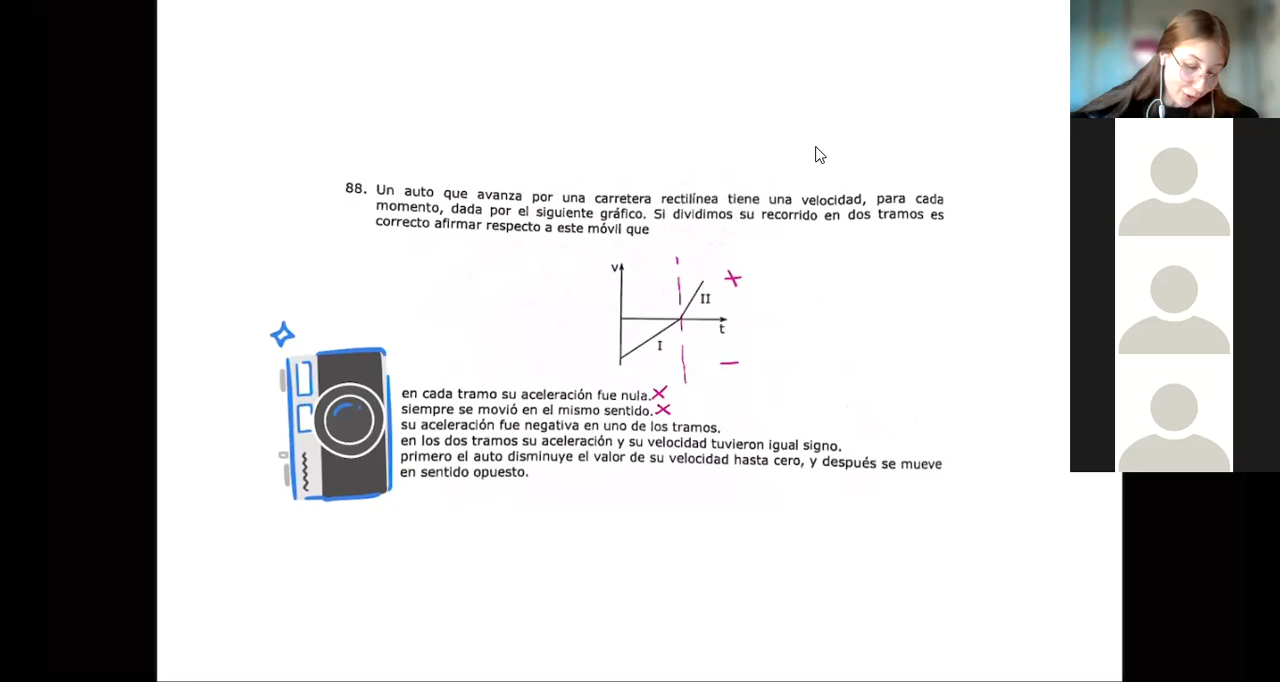 88. Un auto que avanza por una carretera rectilínea tiene una velocidad, para cada
momento, dada por el siguiente gráfico. Si dividimos su recorrido en dos tramos es
correcto afirmar respecto a este móvil que
v
+
II
t
I
−
en cada tramo su aceleración fue nula. ×
siempre se movió en el mismo sentido. ×
su aceleración fue negativa en uno de los tramos.
en los dos tramos su aceleración y su velocidad tuvieron igual signo.
primero el auto disminuye el valor de su velocidad hasta cero, y después se mueve
en sentido opuesto.